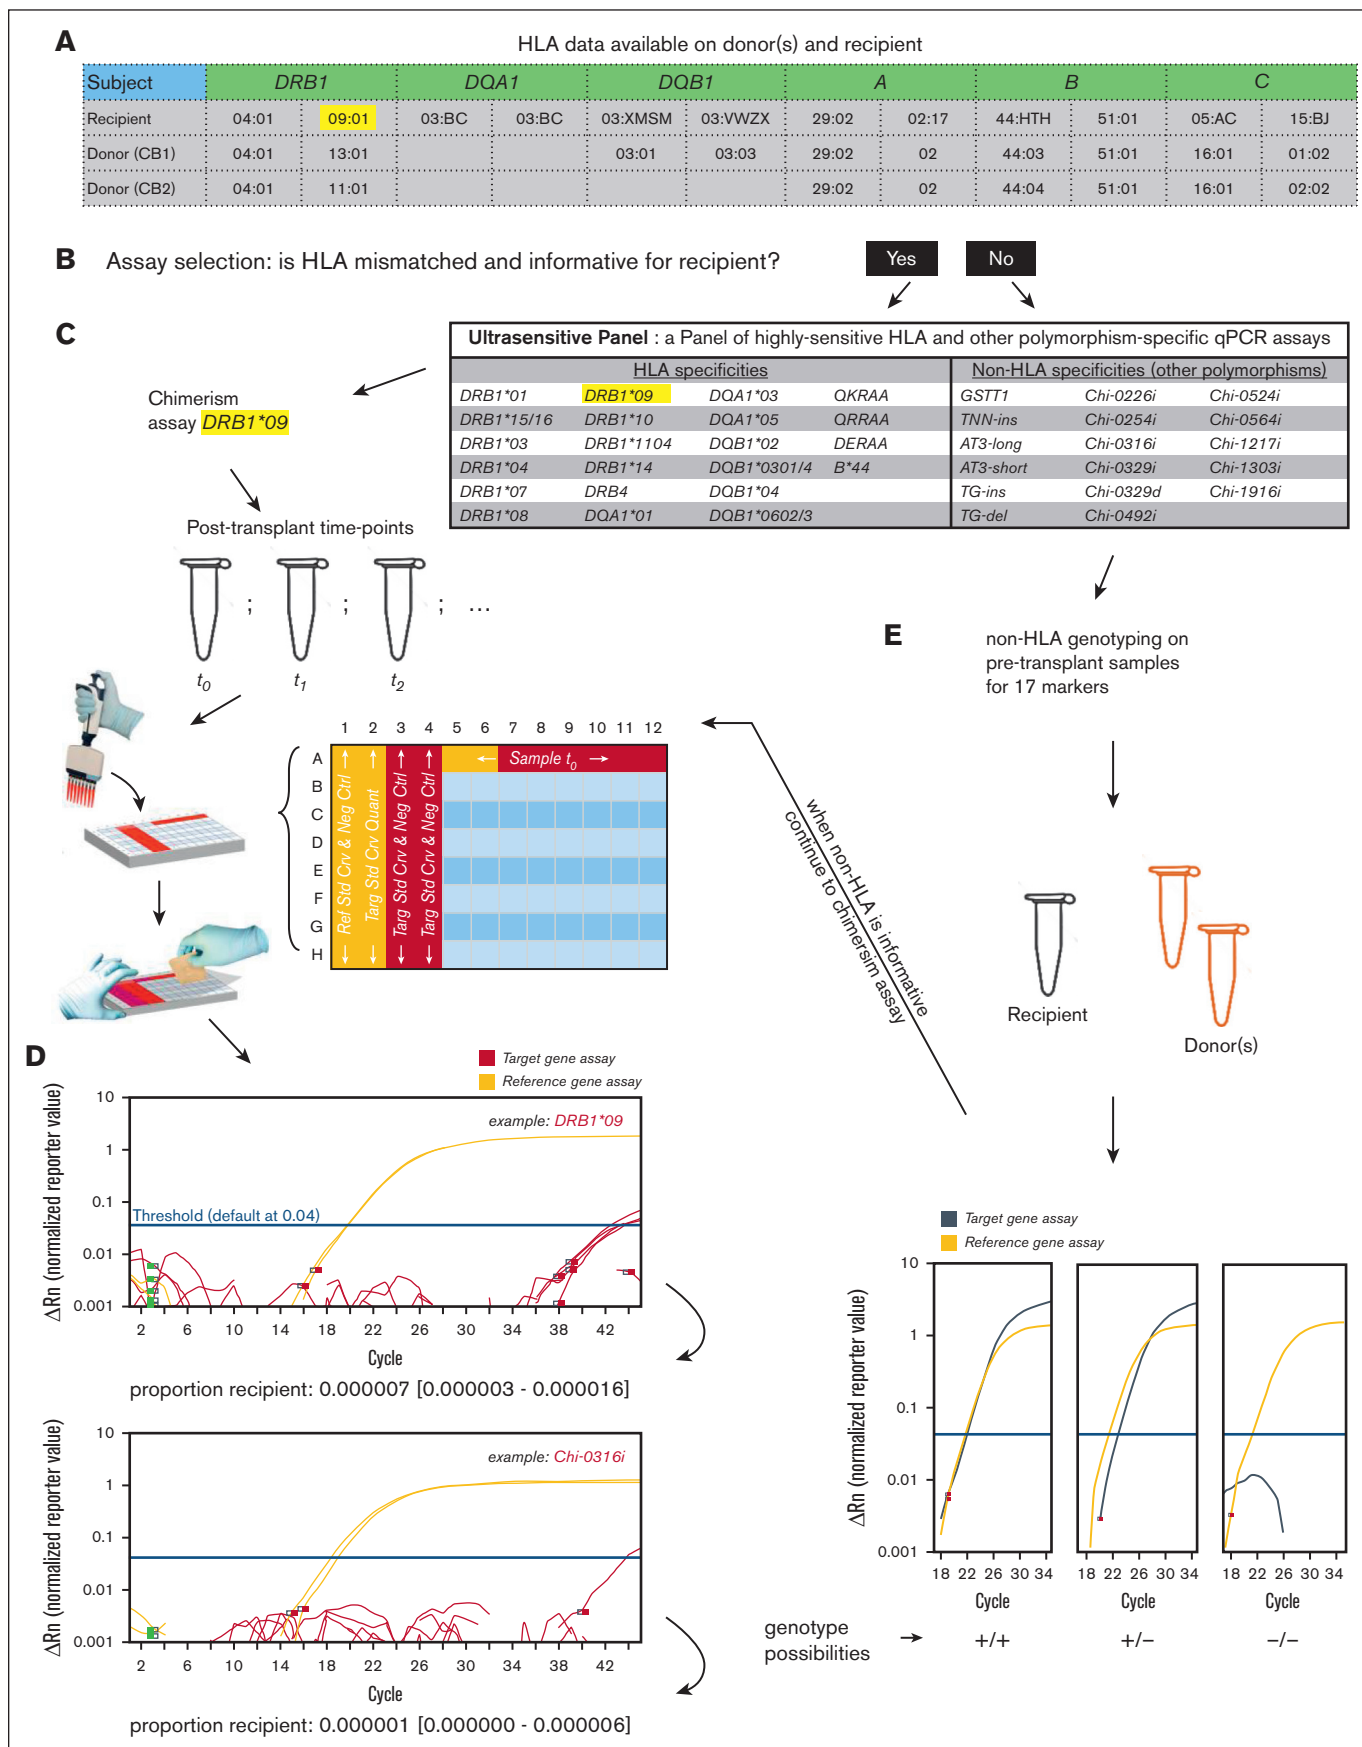 A
HLA data available on donor(s) and recipient
Subject DRB1 DQA1 DQB1 A B C
Recipient 04:01 09:01 03:BC 03:BC 03:XMSM 03:VWZX 29:02 02:17 44:HTH 51:01 05:AC 15:BJ
Donor (CB1) 04:01 13:01 03:01 03:03 29:02 02 44:03 51:01 16:01 01:02
Donor (CB2) 04:01 11:01 29:02 02 44:04 51:01 16:01 02:02
B Assay selection: is HLA mismatched and informative for recipient? Yes No
C
Ultrasensitive Panel : a Panel of highly-sensitive HLA and other polymorphism-specific qPCR assays
HLA specificities Non-HLA specificities (other polymorphisms)
DRB1*01 DRB1*09 DQA1*03 QKRAA GSTT1 Chi-0226i Chi-0524i
DRB1*15/16 DRB1*10 DQA1*05 QRRAA TNN-ins Chi-0254i Chi-0564i
DRB1*03 DRB1*1104 DQB1*02 DERAA AT3-long Chi-0316i Chi-1217i
DRB1*04 DRB1*14 DQB1*0301/4 B*44 AT3-short Chi-0329i Chi-1303i
DRB1*07 DRB4 DQB1*04 TG-ins Chi-0329d Chi-1916i
DRB1*08 DQA1*01 DQB1*0602/3 TG-del Chi-0492i
Chimerism
assay DRB1*09
Post-transplant time-points
; ; ; ...
t0 t1 t2
1 2 3 4 5 6 7 8 9 10 11 12
A
B
C
D
E
F
G
H
Ref Std Crv & Neg Ctrl
Targ Std Crv Quant
Targ Std Crv & Neg Ctrl
Targ Std Crv & Neg Ctrl
Sample t0
E
non-HLA genotyping on
pre-transplant samples
for 17 markers
Recipient
Donor(s)
when non-HLA is informative
continue to chimersim assay
D
Target gene assay
Reference gene assay
example: DRB1*09
Threshold (default at 0.04)
ΔRn (normalized reporter value)
10
1
0.1
0.01
0.001
2 6 10 14 18 22 26 30 34 38 42
Cycle
proportion recipient: 0.000007 [0.000003 - 0.000016]
example: Chi-0316i
ΔRn (normalized reporter value)
10
1
0.1
0.01
0.001
2 6 10 14 18 22 26 30 34 38 42
Cycle
proportion recipient: 0.000001 [0.000000 - 0.000006]
Target gene assay
Reference gene assay
ΔRn (normalized reporter value)
10
1
0.1
0.01
0.001
18 22 26 30 34 18 22 26 30 34 18 22 26 30 34
Cycle Cycle Cycle
genotype
possibilities
+/+ +/− −/−